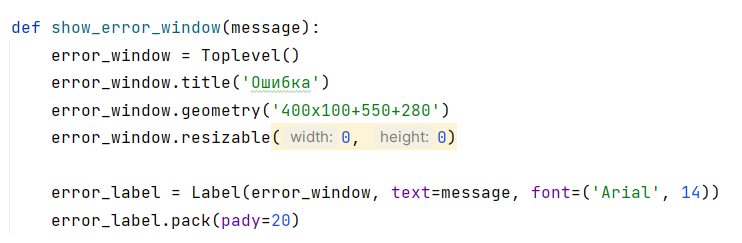 def show_error_window(message):
    error_window = Toplevel()
    error_window.title('Ошибка')
    error_window.geometry('400x100+550+280')
    error_window.resizable( width: 0, height: 0)
    error_label = Label(error_window, text=message, font=('Arial', 14))
    error_label.pack(pady=20)